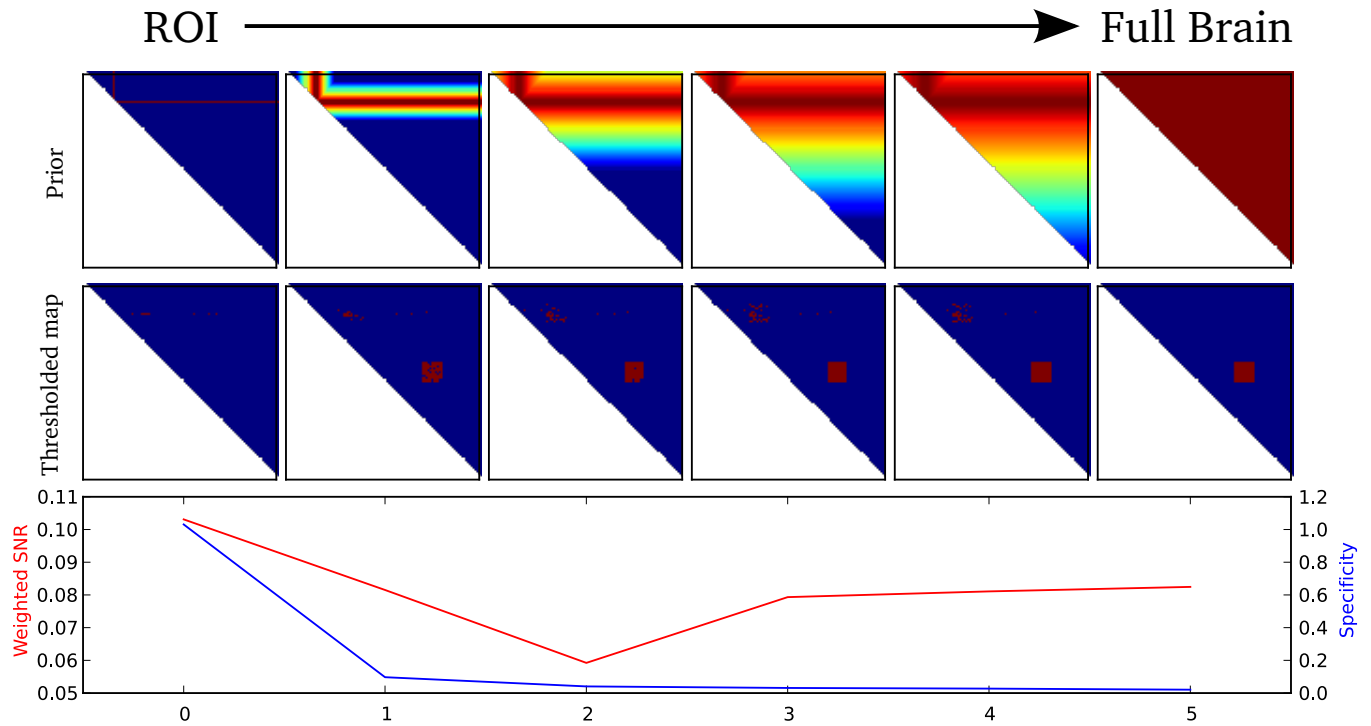 ROI Full Brain
Prior
Thresholded map
Weighted SNR
0.11
0.10
0.09
0.08
0.07
0.06
0.05
1.2
1.0
0.8
0.6
0.4
0.2
0.0
Specificity
0 1 2 3 4 5